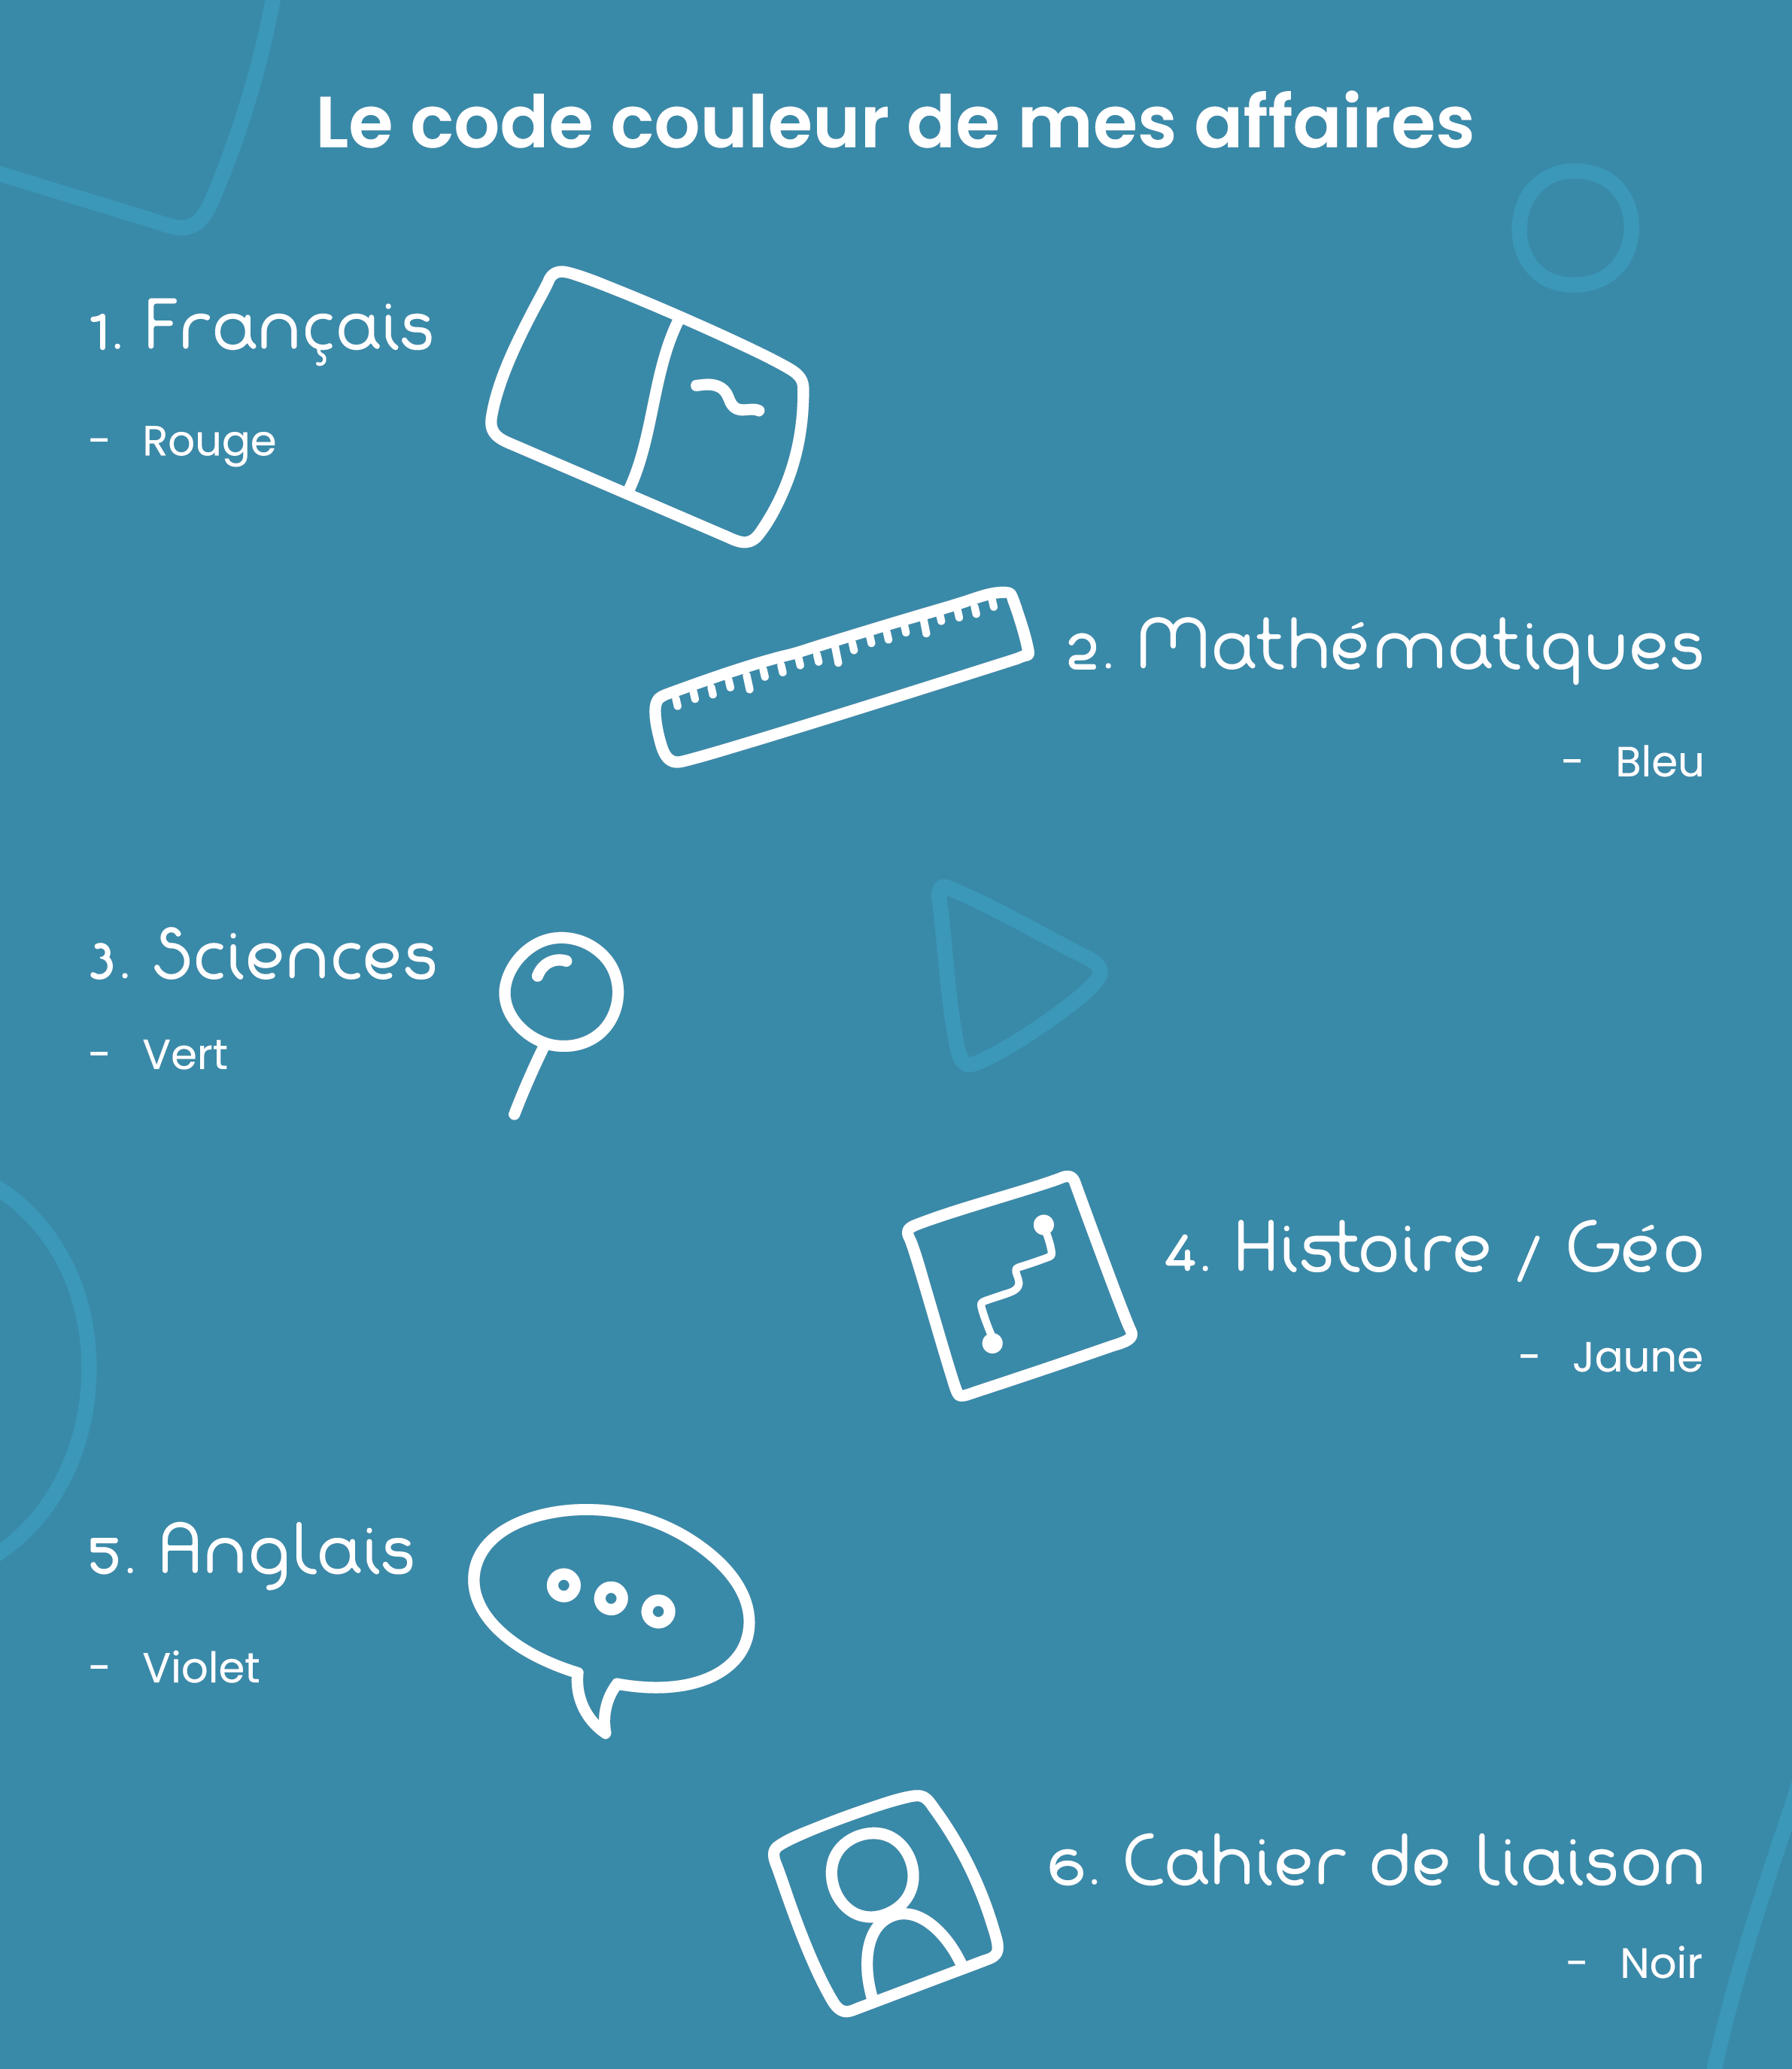 Le code couleur de mes affaires
1. Français
- Rouge
2. Mathématiques
- Bleu
3. Sciences
- Vert
4. Histoire / Géo
- Jaune
5. Anglais
- Violet
6. Cahier de liaison
- Noir